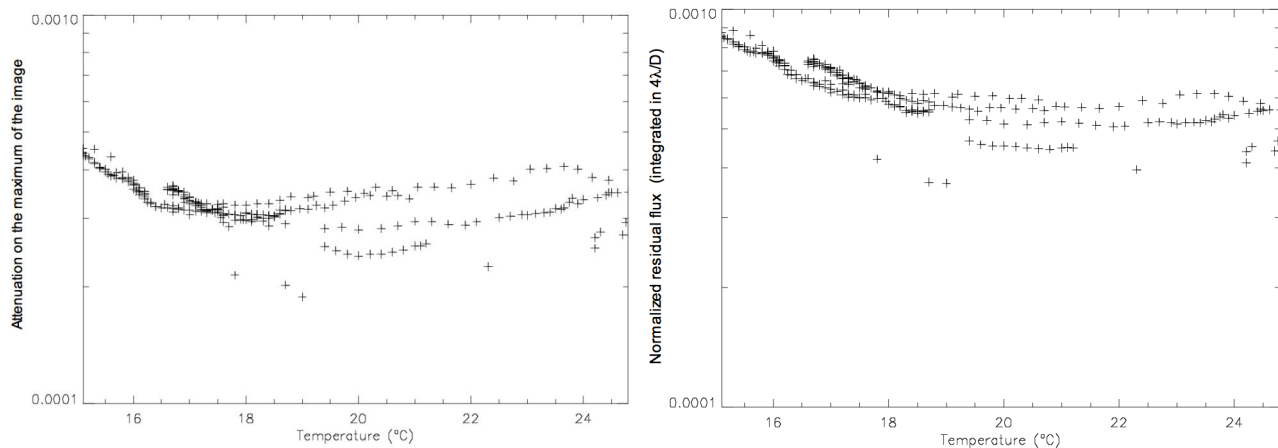 Attenuation on the maximum of the image
0.0010
0.0001
16 18 20 22 24
Temperature (°C)
Normalized residual flux (integrated in 4λ/D)
0.0010
0.0001
16 18 20 22 24
Temperature (°C)